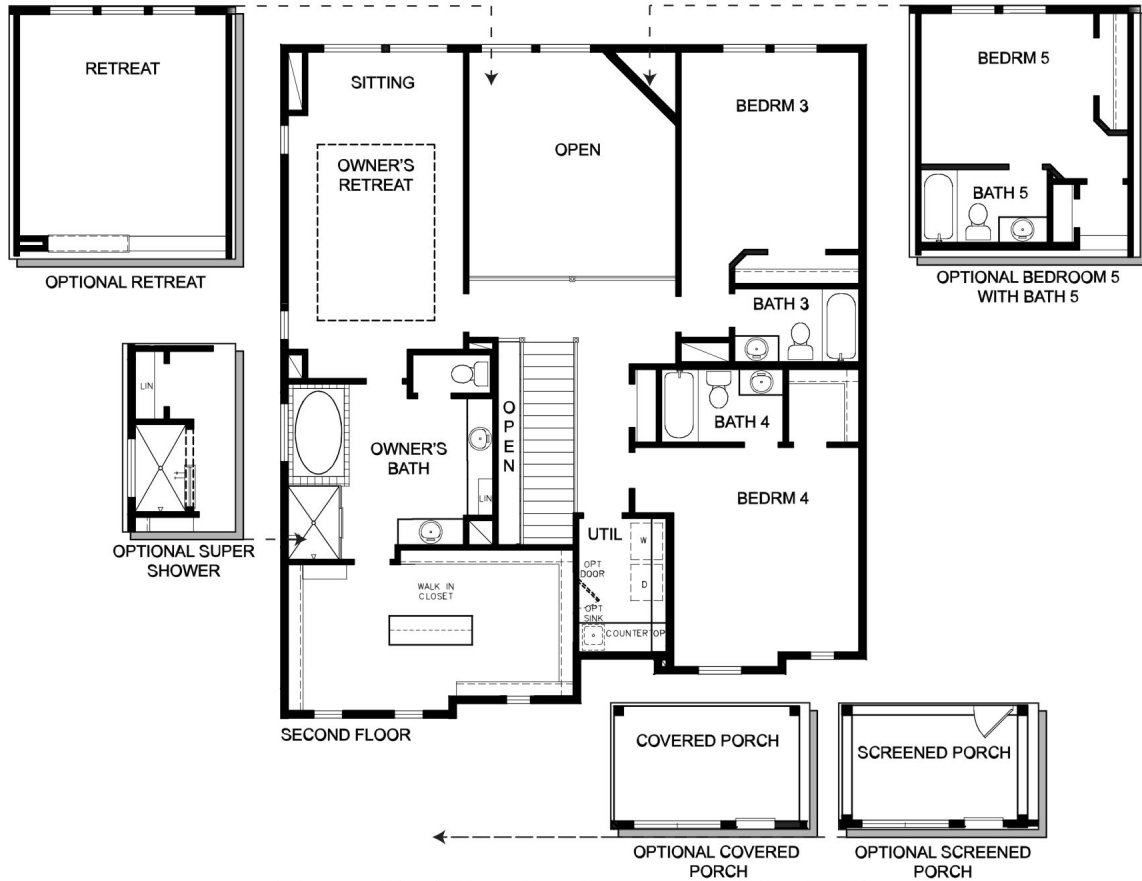 RETREAT
OPTIONAL RETREAT
SITTING
OWNER'S
RETREAT
OPEN
BEDRM 3
BEDRM 5
BATH 5
OPTIONAL BEDROOM 5
WITH BATH 5
BATH 3
LIN
OPTIONAL SUPER
SHOWER
OWNER'S
BATH
LIN
OPEN
BATH 4
BEDRM 4
UTIL
W
D
OPT
DOOR
OPT
SINK
COUNTERTOP
WALK IN
CLOSET
SECOND FLOOR
COVERED PORCH
OPTIONAL COVERED
PORCH
SCREENED PORCH
OPTIONAL SCREENED
PORCH